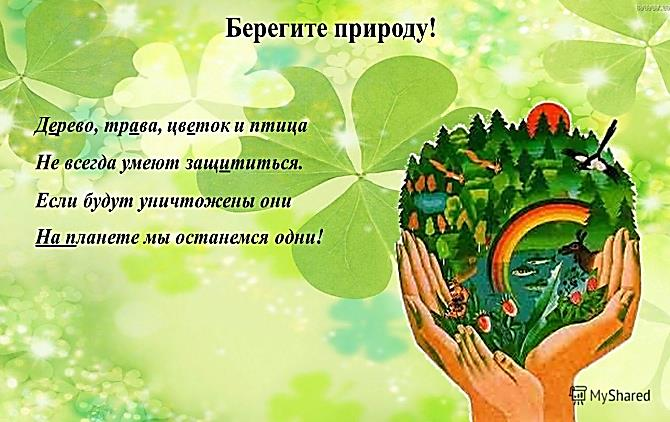 Берегите природу!
Дерево, трава, цветок и птица
Не всегда умеют защититься.
Если будут уничтожены они
На планете мы останемся одни!
MyShared